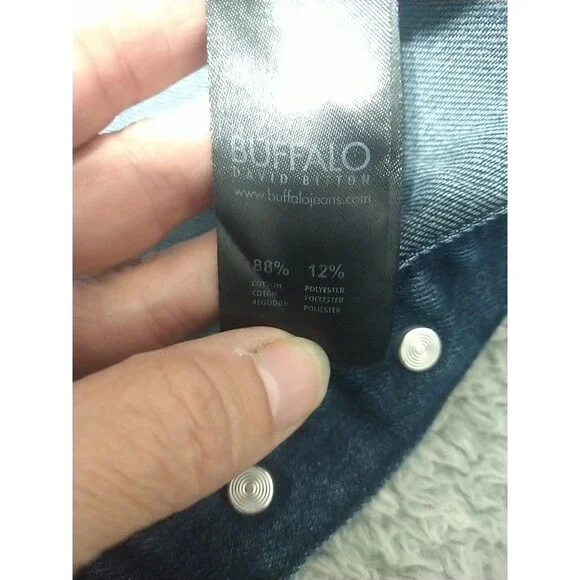 BUFFALO
DAVID BITTON
www.buffalojeans.com
88% 12%
COTTON POLYESTER
COTON POLYESTER
ALGODON POLIESTER